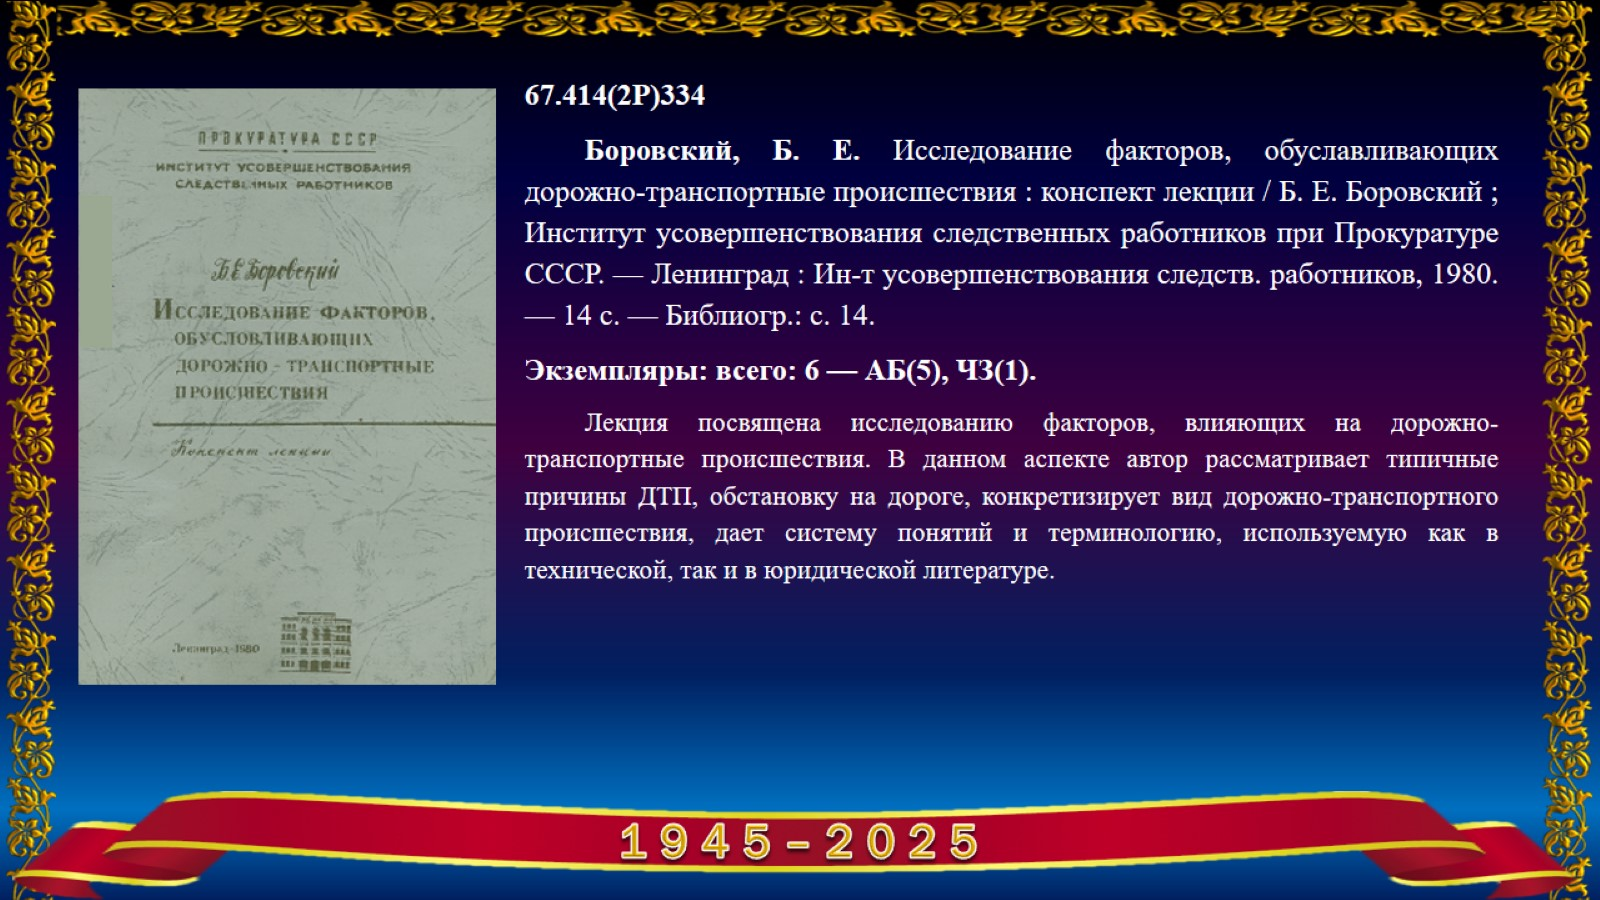 ПРОКУРАТУРА СССР
ИНСТИТУТ УСОВЕРШЕНСТВОВАНИЯ
СЛЕДСТВЕННЫХ РАБОТНИКОВ
Б.Е.Боровский
ИССЛЕДОВАНИЕ ФАКТОРОВ,
ОБУСЛОВЛИВАЮЩИХ
ДОРОЖНО - ТРАНСПОРТНЫЕ
ПРОИСШЕСТВИЯ
Конспект лекции
Ленинград-1980
67.414(2Р)334
Боровский, Б. Е. Исследование факторов, обуславливающих
дорожно-транспортные происшествия : конспект лекции / Б. Е. Боровский ;
Институт усовершенствования следственных работников при Прокуратуре
СССР. — Ленинград : Ин-т усовершенствования следств. работников, 1980.
— 14 с. — Библиогр.: с. 14.
Экземпляры: всего: 6 — АБ(5), ЧЗ(1).
Лекция посвящена исследованию факторов, влияющих на дорожно-
транспортные происшествия. В данном аспекте автор рассматривает типичные
причины ДТП, обстановку на дороге, конкретизирует вид дорожно-транспортного
происшествия, дает систему понятий и терминологию, используемую как в
технической, так и в юридической литературе.
1945–2025